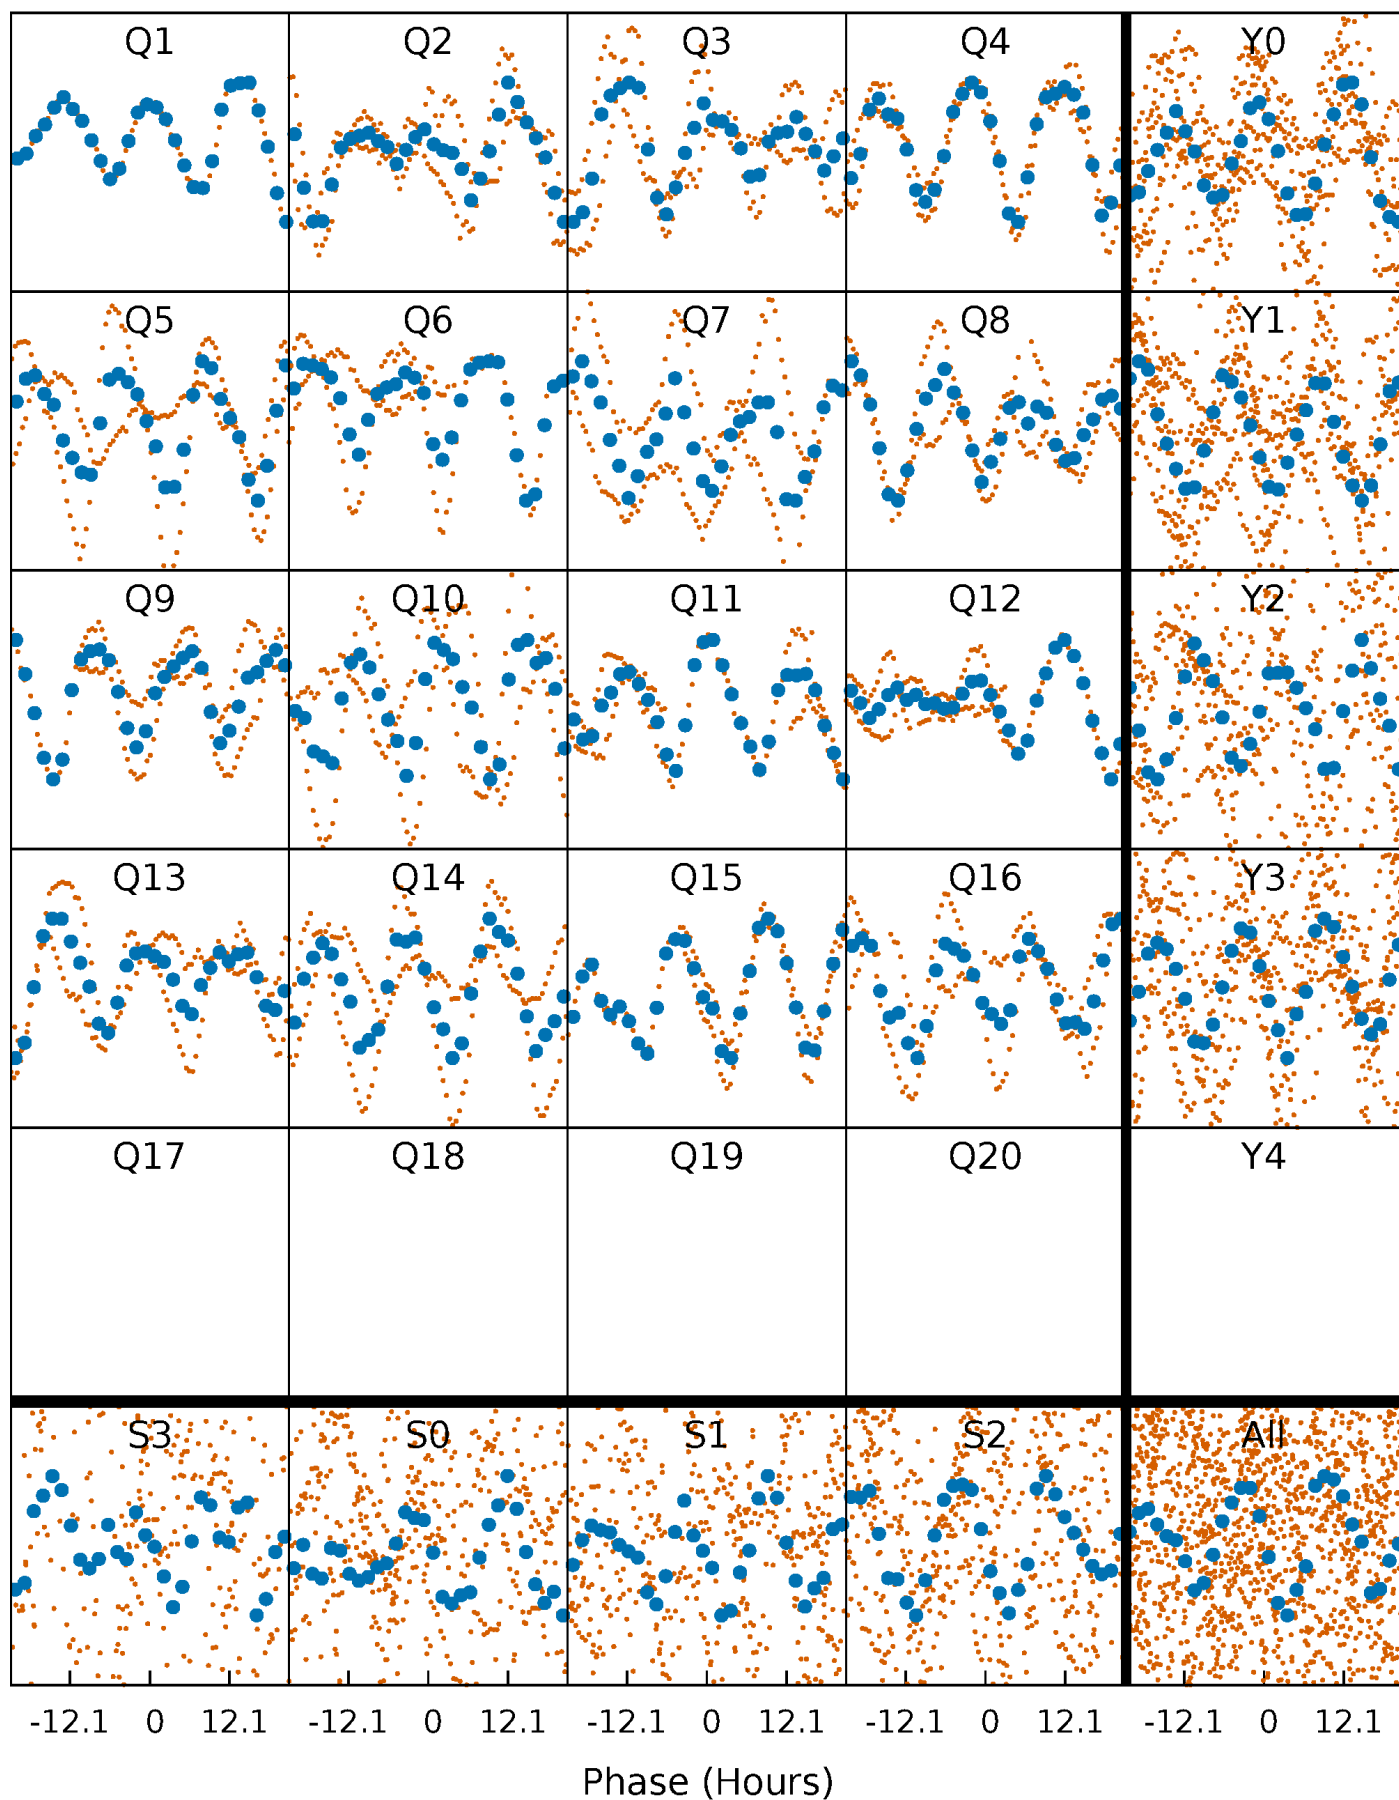 Q1 Q2 Q3 Q4 Y0
Q5 Q6 Q7 Q8 Y1
Q9 Q10 Q11 Q12 Y2
Q13 Q14 Q15 Q16 Y3
Q17 Q18 Q19 Q20 Y4
S3 S0 S1 S2 All
-12.1 0 12.1 -12.1 0 12.1 -12.1 0 12.1 -12.1 0 12.1 -12.1 0 12.1
Phase (Hours)